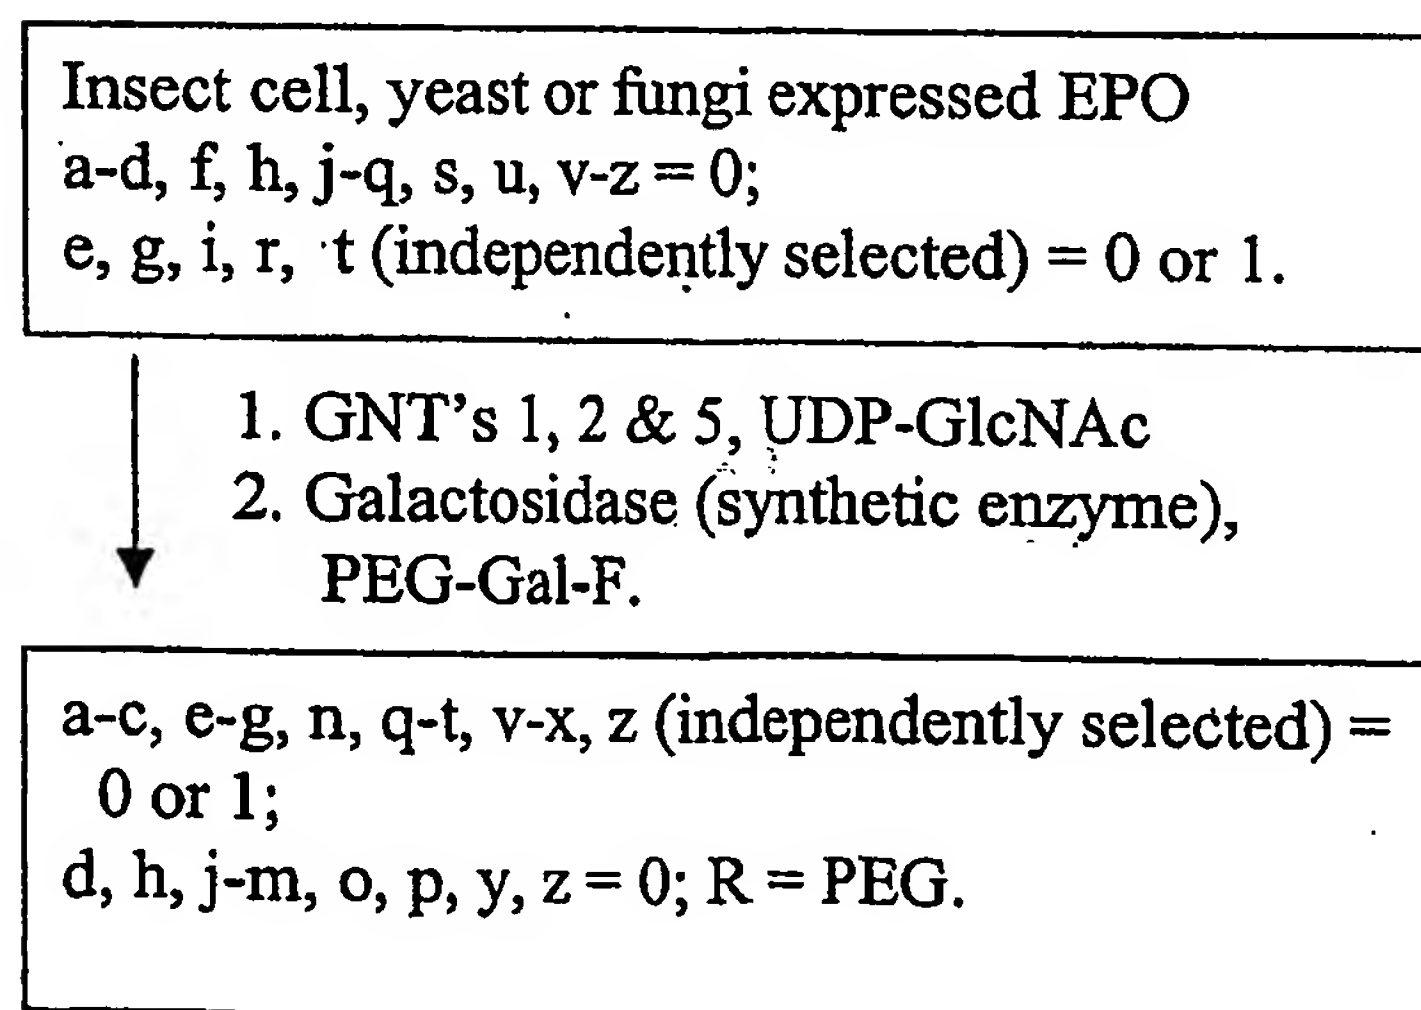 Insect cell, yeast or fungi expressed EPO
a-d, f, h, j-q, s, u, v-z = 0;
e, g, i, r, t (independently selected) = 0 or 1.
1. GNT's 1, 2 & 5, UDP-GlcNAc
2. Galactosidase (synthetic enzyme),
PEG-Gal-F.
a-c, e-g, n, q-t, v-x, z (independently selected) =
0 or 1;
d, h, j-m, o, p, y, z = 0; R = PEG.